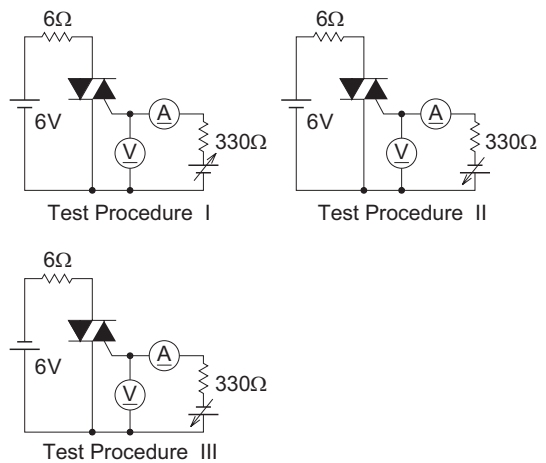 6Ω
6V
A
V
330Ω
Test Procedure I
6Ω
6V
A
V
330Ω
Test Procedure II
6Ω
6V
A
V
330Ω
Test Procedure III